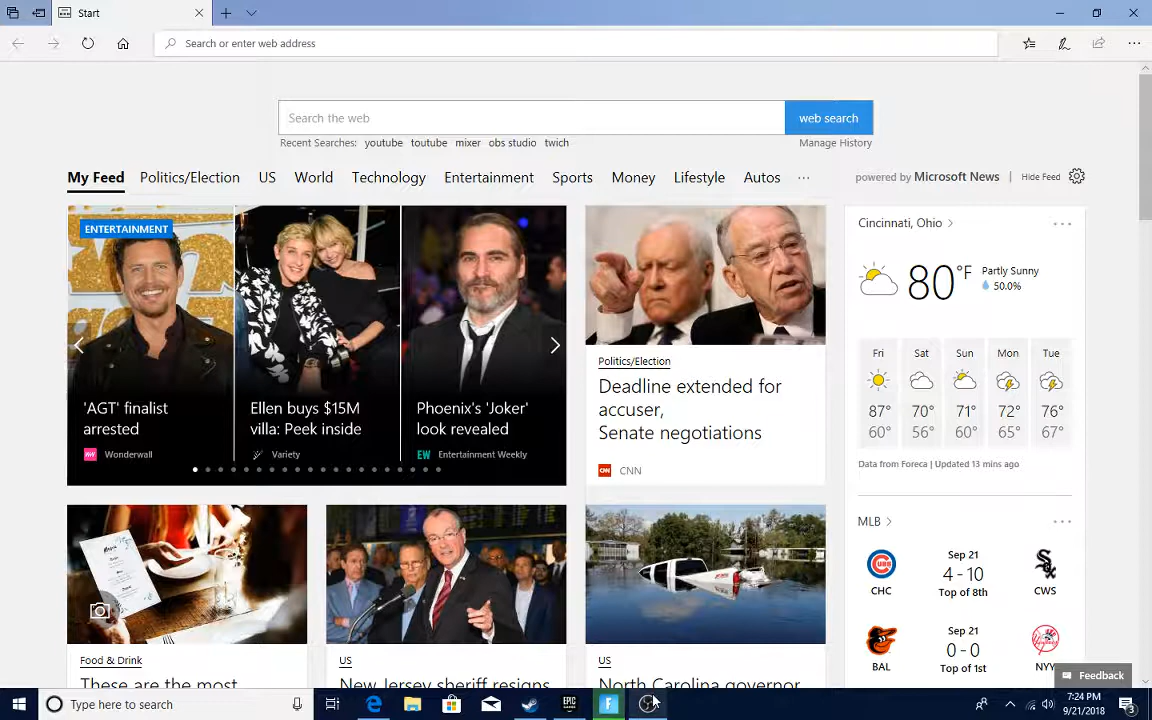 Start
Search or enter web address
Search the web
web search
Recent Searches: youtube toutube mixer obs studio twich
Manage History
My Feed Politics/Election US World Technology Entertainment Sports Money Lifestyle Autos ...
powered by Microsoft News | Hide Feed
ENTERTAINMENT
'AGT' finalist
arrested
Wonderwall
Ellen buys $15M
villa: Peek inside
Variety
Phoenix's 'Joker'
look revealed
EW Entertainment Weekly
Politics/Election
Deadline extended for
accuser,
Senate negotiations
CNN CNN
Cincinnati, Ohio >
80°F
Partly Sunny
50.0%
Fri Sat Sun Mon Tue
87° 70° 71° 72° 76°
60° 56° 60° 65° 67°
Data from Foreca | Updated 13 mins ago
MLB >
Sep 21
4 - 10
Top of 8th
CHC
CWS
Sep 21
0 - 0
Top of 1st
BAL
NYY
Food & Drink
These are the most
US
New Jersey sheriff resigns
US
North Carolina governor
Feedback
Type here to search
EPIC
F
7:24 PM
9/21/2018
3